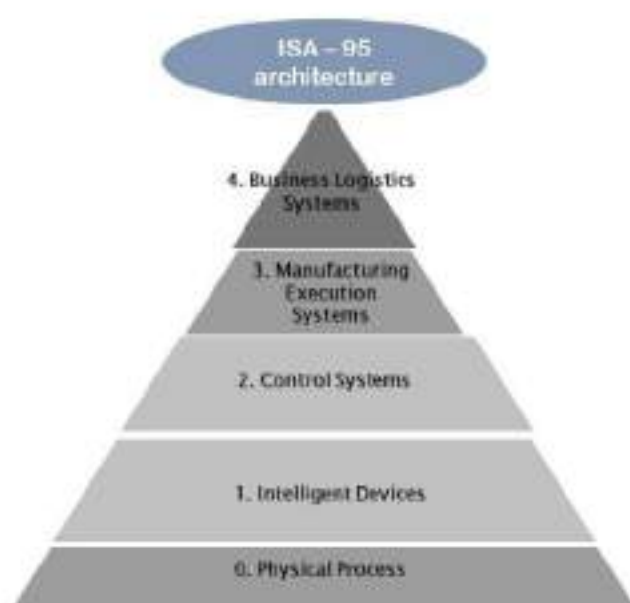 ISA – 95
architecture
4. Business Logistics
Systems
3. Manufacturing
Execution
Systems
2. Control Systems
1. Intelligent Devices
0. Physical Process